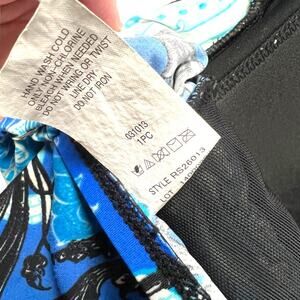 HAND WASH COLD
ONLY NON-CHLORINE
BLEACH WHEN NEEDED
DO NOT WRING OR TWIST
LINE DRY
DO NOT IRON
031013
1PC
STYLE RS26013
LOT